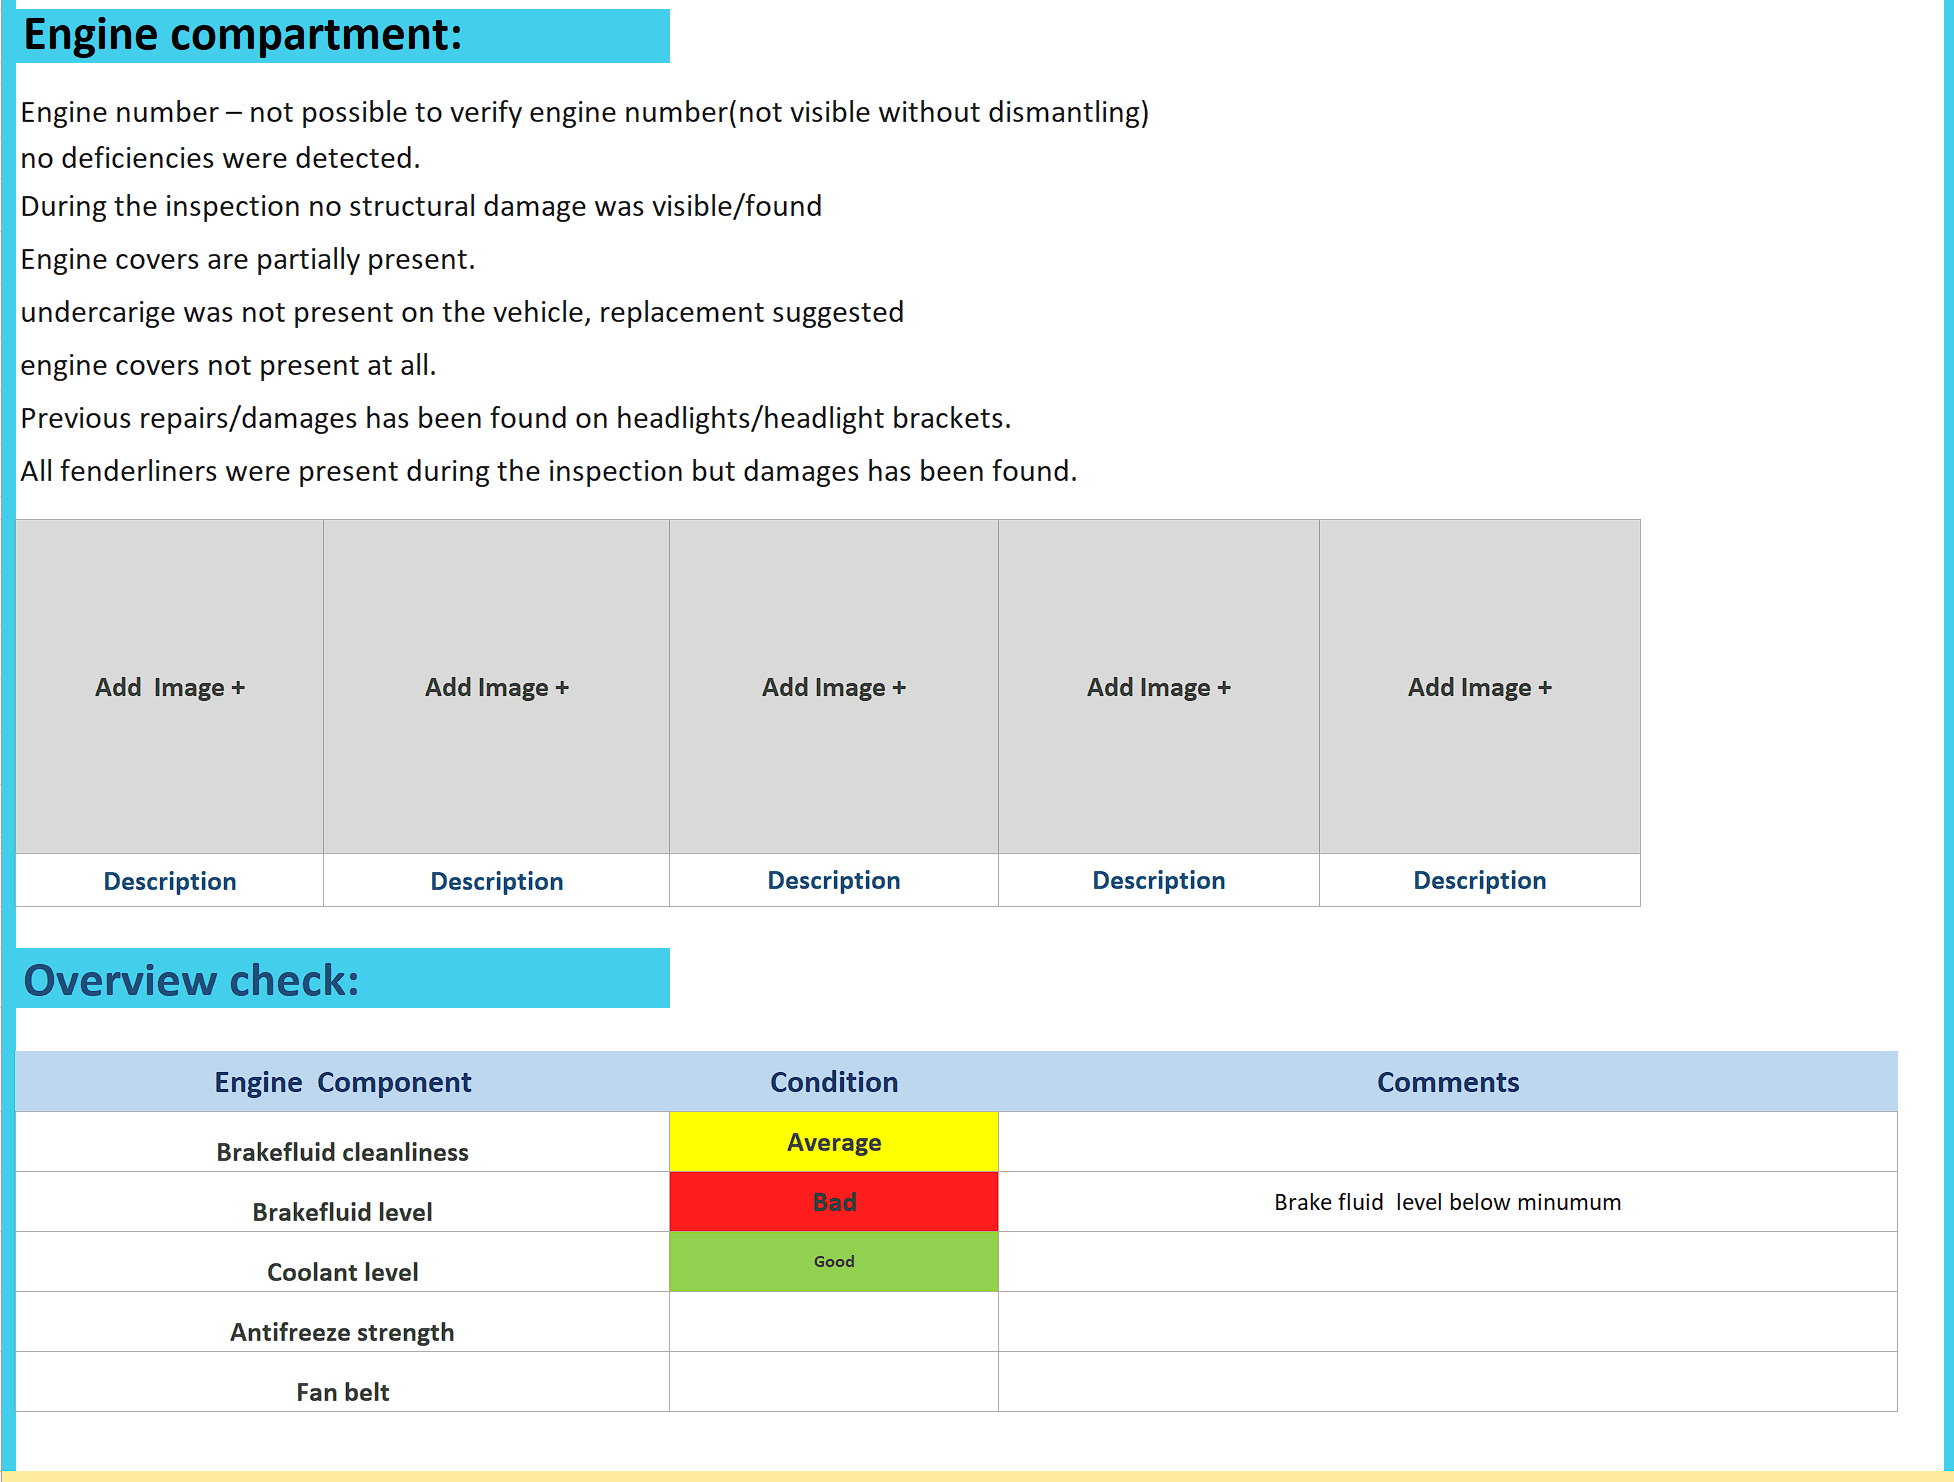 Engine compartment:
Engine number – not possible to verify engine number(not visible without dismantling)
no deficiencies were detected.
During the inspection no structural damage was visible/found
Engine covers are partially present.
undercarige was not present on the vehicle, replacement suggested
engine covers not present at all.
Previous repairs/damages has been found on headlights/headlight brackets.
All fenderliners were present during the inspection but damages has been found.
Add  Image + Add Image + Add Image + Add Image + Add Image +
Description Description Description Description Description
Overview check:
Engine  Component Condition Comments
Brakefluid cleanliness Average
Brakefluid level Bad Brake fluid  level below minumum
Coolant level Good
Antifreeze strength
Fan belt